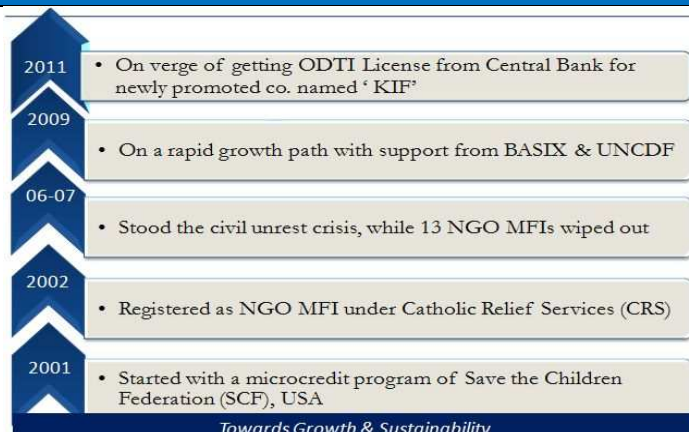 2011
• On verge of getting ODTI License from Central Bank for
newly promoted co. named ‘ KIF’
2009
• On a rapid growth path with support from BASIX & UNCDF
06-07
• Stood the civil unrest crisis, while 13 NGO MFIs wiped out
2002
• Registered as NGO MFI under Catholic Relief Services (CRS)
2001
• Started with a microcredit program of Save the Children
Federation (SCF), USA
Towards Growth & Sustainability